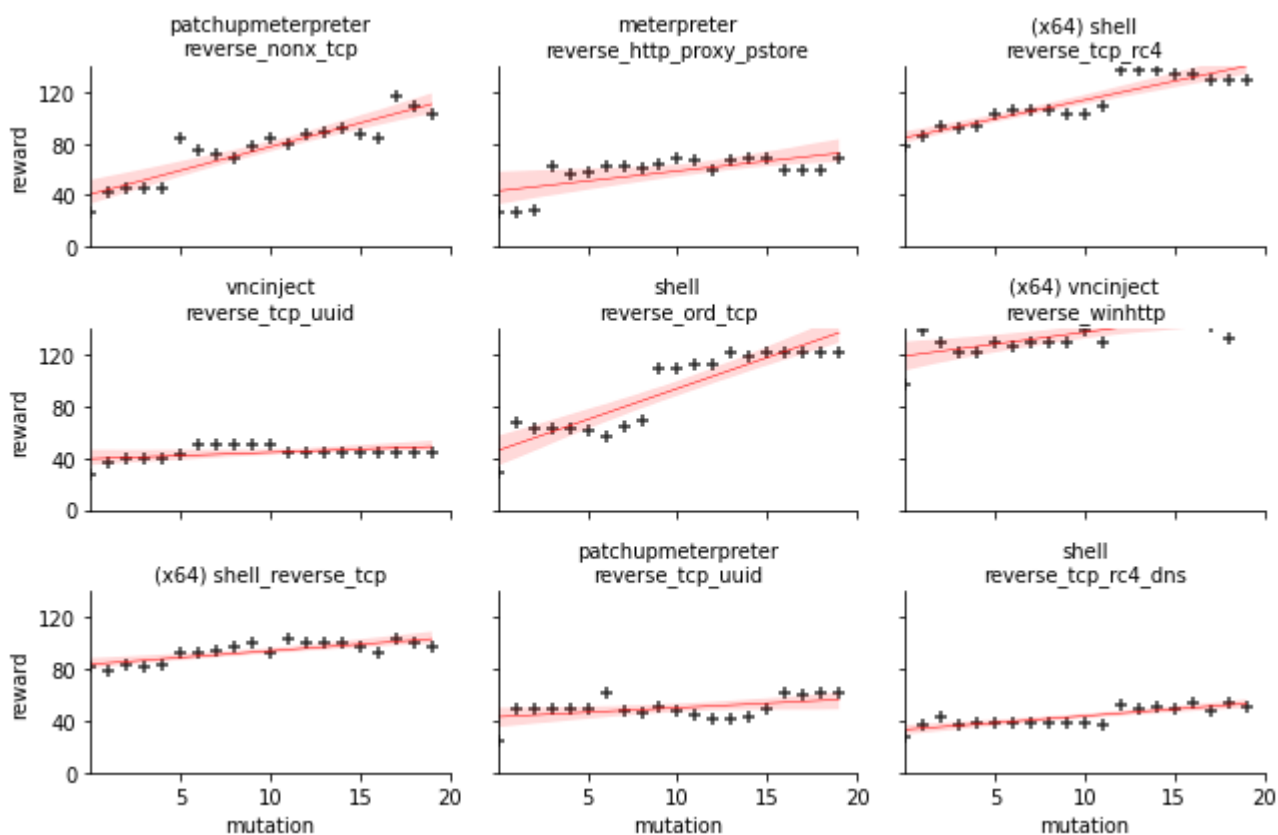 patchupmeterpreter
reverse_nonx_tcp
meterpreter
reverse_http_proxy_pstore
(x64) shell
reverse_tcp_rc4
120
80
40
0
reward
vncinject
reverse_tcp_uuid
shell
reverse_ord_tcp
(x64) vncinject
reverse_winhttp
120
80
40
0
reward
(x64) shell_reverse_tcp
patchupmeterpreter
reverse_tcp_uuid
shell
reverse_tcp_rc4_dns
120
80
40
0
reward
5 10 15 20
mutation
5 10 15 20
mutation
5 10 15 20
mutation